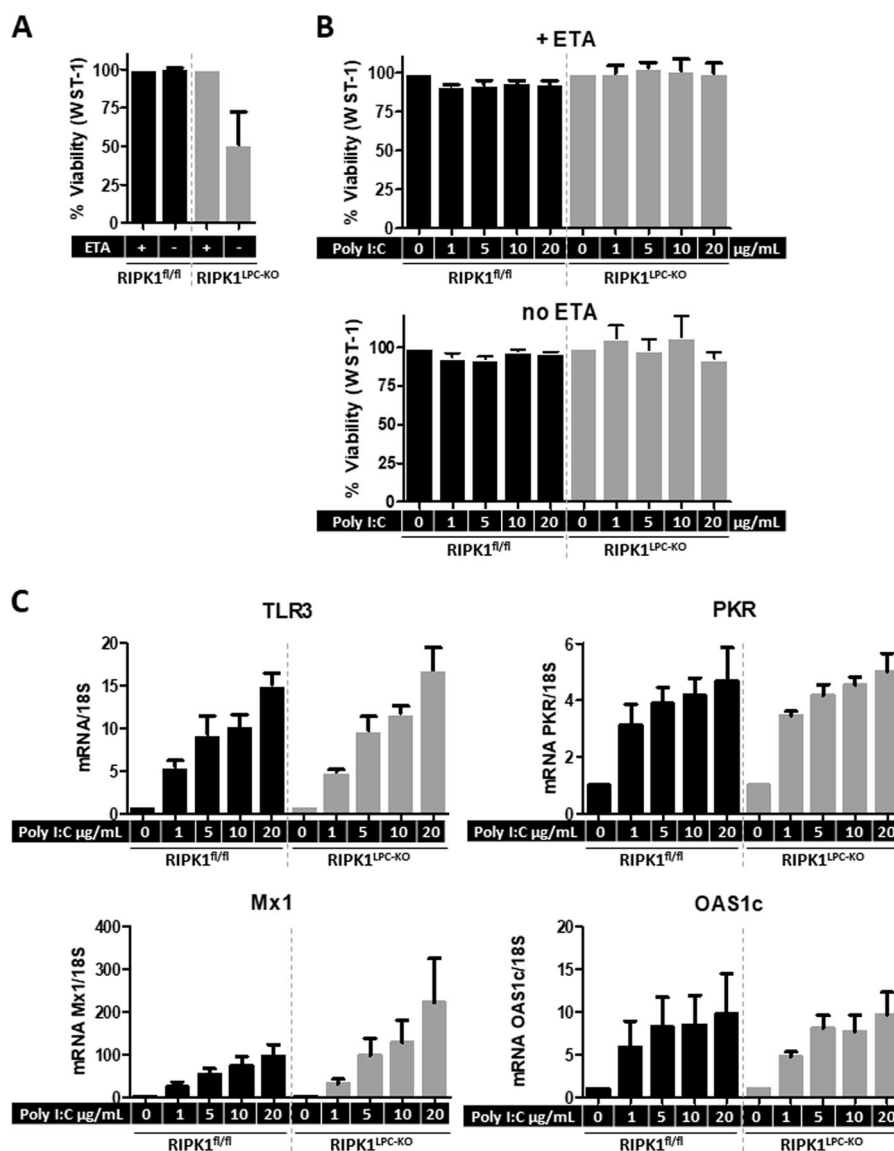 A
% Viability (WST-1)
100
75
50
25
0
ETA + - + -
RIPK1fl/fl RIPK1LPC-KO
B
+ ETA
% Viability (WST-1)
100
75
50
25
0
Poly I:C 0 1 5 10 20 0 1 5 10 20 µg/mL
RIPK1fl/fl RIPK1LPC-KO
no ETA
% Viability (WST-1)
100
75
50
25
0
Poly I:C 0 1 5 10 20 0 1 5 10 20 µg/mL
RIPK1fl/fl RIPK1LPC-KO
C
TLR3
mRNA/18S
20
15
10
5
0
Poly I:C µg/mL 0 1 5 10 20 0 1 5 10 20
RIPK1fl/fl RIPK1LPC-KO
PKR
mRNA PKR/18S
6
4
2
0
Poly I:C µg/mL 0 1 5 10 20 0 1 5 10 20
RIPK1fl/fl RIPK1LPC-KO
Mx1
mRNA Mx1/18S
400
300
200
100
0
Poly I:C µg/mL 0 1 5 10 20 0 1 5 10 20
RIPK1fl/fl RIPK1LPC-KO
OAS1c
mRNA OAS1c/18S
20
15
10
5
0
Poly I:C µg/mL 0 1 5 10 20 0 1 5 10 20
RIPK1fl/fl RIPK1LPC-KO